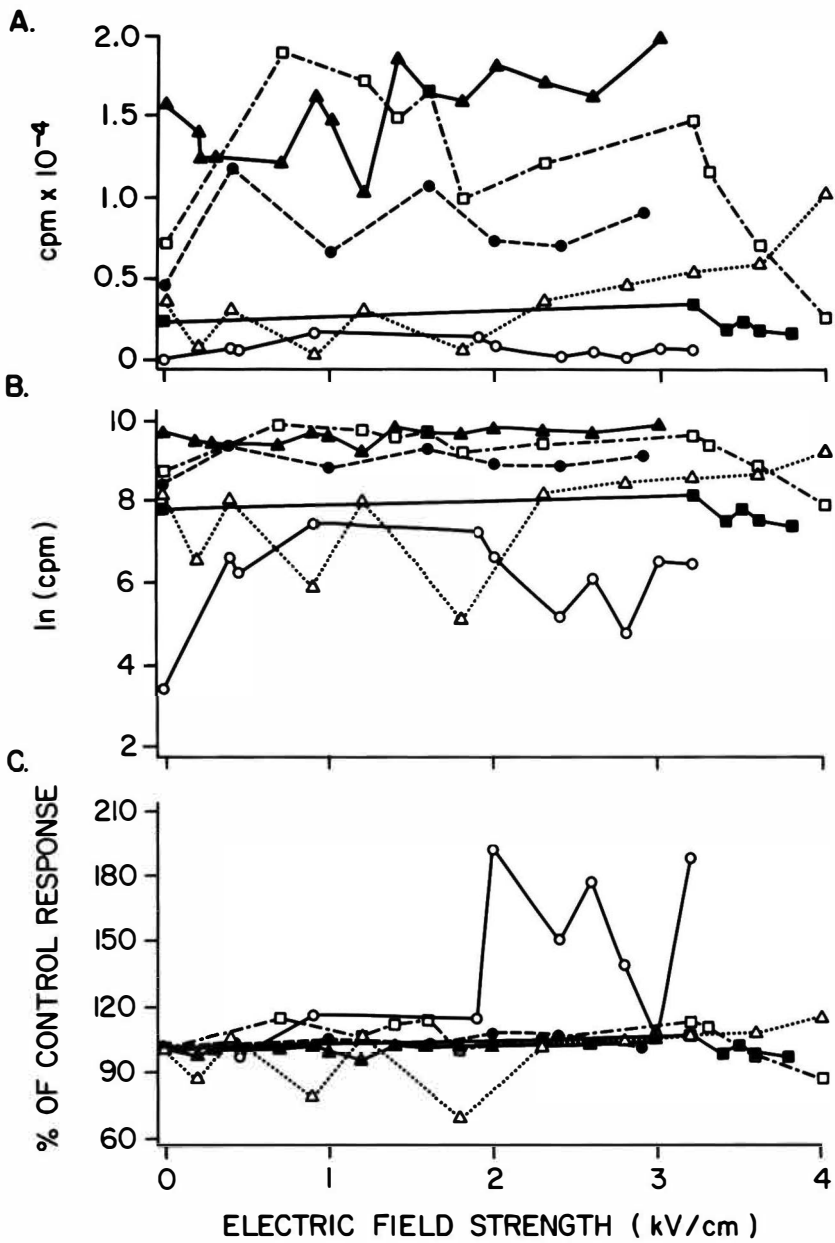 A.
cpm x 10⁻⁴
2.0
1.5
1.0
0.5
0
B.
ln (cpm)
10
8
6
4
2
C.
% OF CONTROL RESPONSE
210
180
150
120
90
60
0 1 2 3 4
ELECTRIC FIELD STRENGTH ( kV/cm )